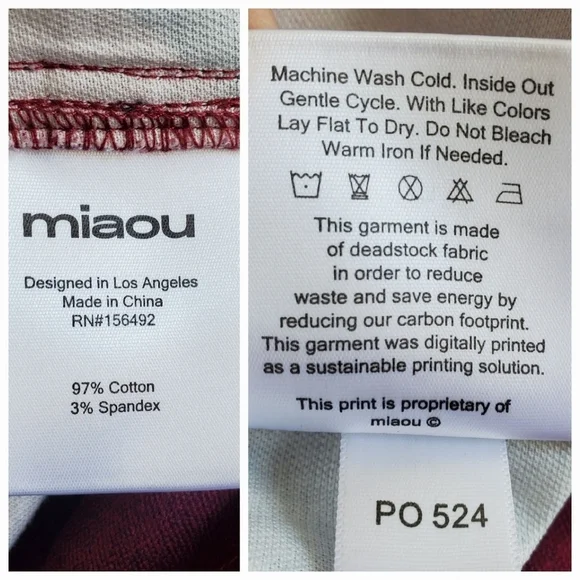 miaou
Designed in Los Angeles
Made in China
RN#156492
97% Cotton
3% Spandex
Machine Wash Cold. Inside Out
Gentle Cycle. With Like Colors
Lay Flat To Dry. Do Not Bleach
Warm Iron If Needed.
This garment is made
of deadstock fabric
in order to reduce
waste and save energy by
reducing our carbon footprint.
This garment was digitally printed
as a sustainable printing solution.
This print is proprietary of
miaou ©
PO 524